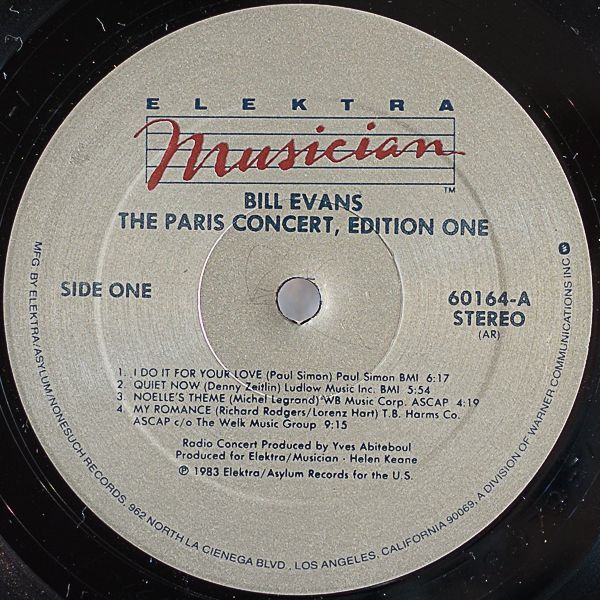 ELEKTRA
Musician
TM
BILL EVANS
THE PARIS CONCERT, EDITION ONE
SIDE ONE
60164-A
STEREO
(AR)
1. I DO IT FOR YOUR LOVE (Paul Simon) Paul Simon BMI 6:17
2. QUIET NOW (Denny Zeitlin) Ludlow Music Inc. BMI 5:54
3. NOELLE'S THEME (Michel Legrand) WB Music Corp. ASCAP 4:19
4. MY ROMANCE (Richard Rodgers/Lorenz Hart) T.B. Harms Co.
ASCAP c/o The Welk Music Group 9:15
Radio Concert Produced by Yves Abiteboul
Produced for Elektra/Musician - Helen Keane
℗ 1983 Elektra/Asylum Records for the U.S.
MFG. BY ELEKTRA/ASYLUM/NONESUCH RECORDS, 962 NORTH LA CIENEGA BLVD., LOS ANGELES, CALIFORNIA 90069, A DIVISION OF WARNER COMMUNICATIONS INC.